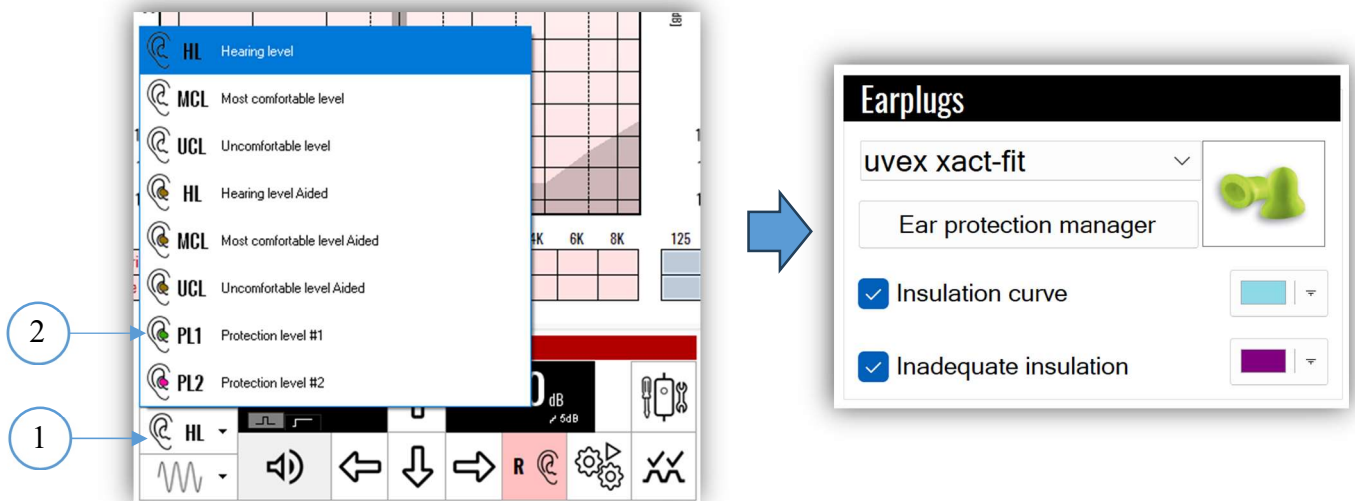 [dB]
HL Hearing level
MCL Most comfortable level
UCL Uncomfortable level
HL Hearing level Aided
MCL Most comfortable level Aided
UCL Uncomfortable level Aided
PL1 Protection level #1
PL2 Protection level #2
4K 6K 8K 125
dB
5dB
HL
R
2
1
Earplugs
uvex xact-fit
Ear protection manager
Insulation curve
Inadequate insulation